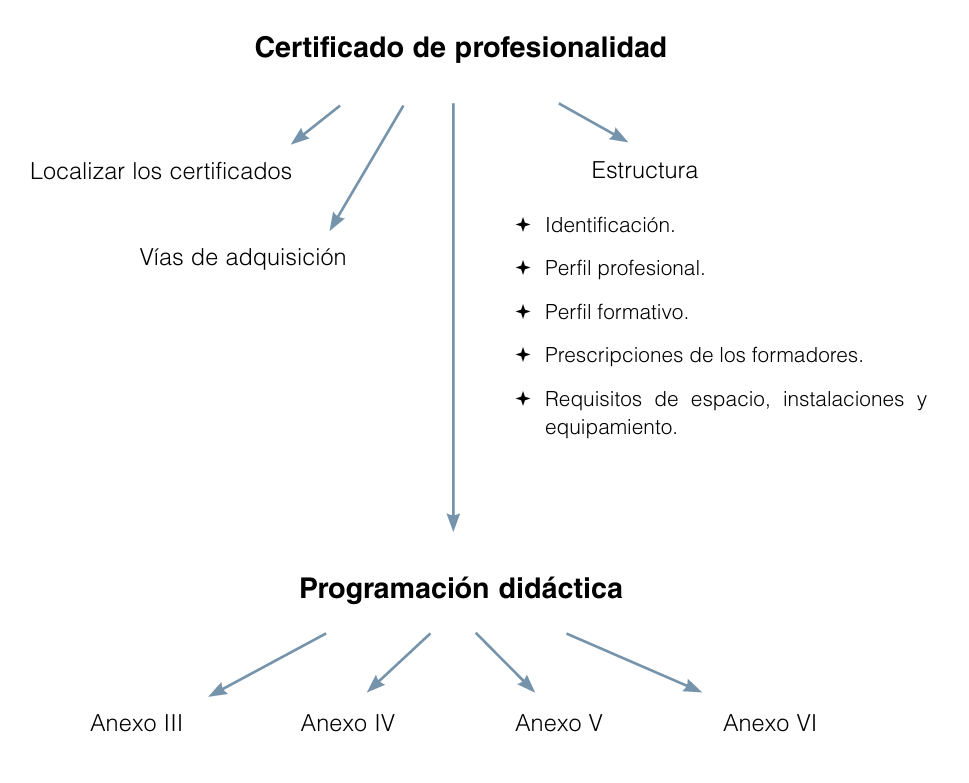 Certificado de profesionalidad
Localizar los certificados
Vías de adquisición
Estructura
Identificación.
Perfil profesional.
Perfil formativo.
Prescripciones de los formadores.
Requisitos de espacio, instalaciones y
equipamiento.
Programación didáctica
Anexo III
Anexo IV
Anexo V
Anexo VI